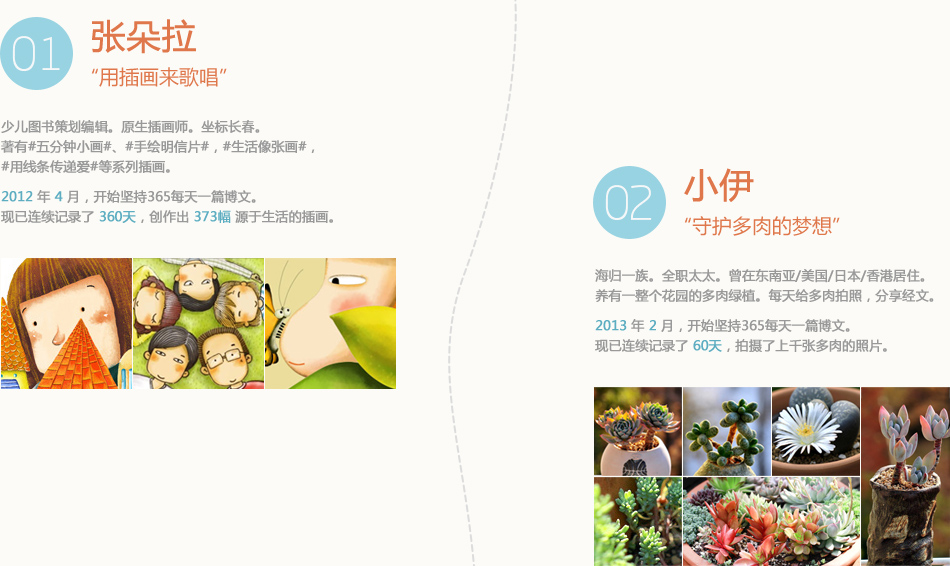 01
张朵拉
“用插画来歌唱”
少儿图书策划编辑。原生插画师。坐标长春。
著有#五分钟小画#、#手绘明信片#，#生活像张画#，
#用线条传递爱#等系列插画。
2012 年 4 月，开始坚持365每天一篇博文。
现已连续记录了 360天，创作出 373幅 源于生活的插画。
02
小伊
“守护多肉的梦想”
海归一族。全职太太。曾在东南亚/美国/日本/香港居住。
养有一整个花园的多肉绿植。每天给多肉拍照，分享经文。
2013 年 2 月，开始坚持365每天一篇博文。
现已连续记录了 60天，拍摄了上千张多肉的照片。